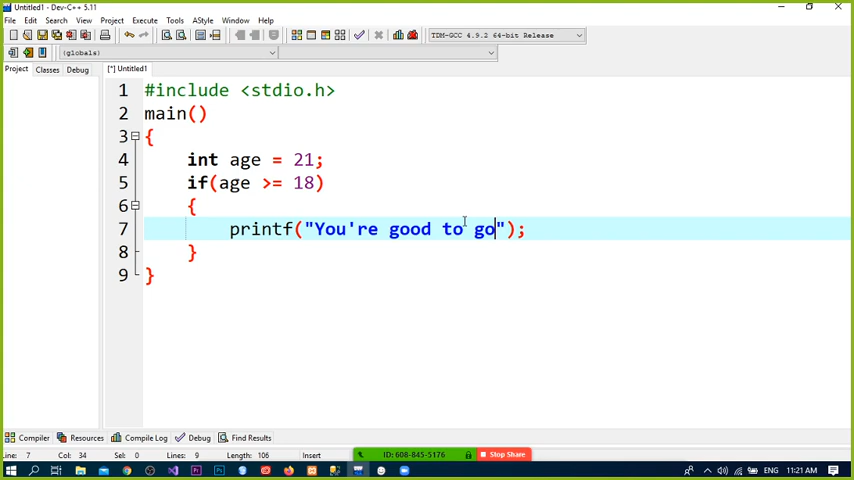 Untitled1 - Dev-C++ 5.11
File Edit Search View Project Execute Tools AStyle Window Help
TDM-GCC 4.9.2 64-bit Release
(globals)
Project Classes Debug
[*] Untitled1
1 #include <stdio.h>
2 main()
3 {
4 int age = 21;
5 if(age >= 18)
6 {
7 printf("You're good to go");
8 }
9 }
Compiler Resources Compile Log Debug Find Results
Line: 7 Col: 34 Sel: 0 Lines: 9 Length: 106 Insert
ID: 608-845-5176 Stop Share
ENG 11:21 AM